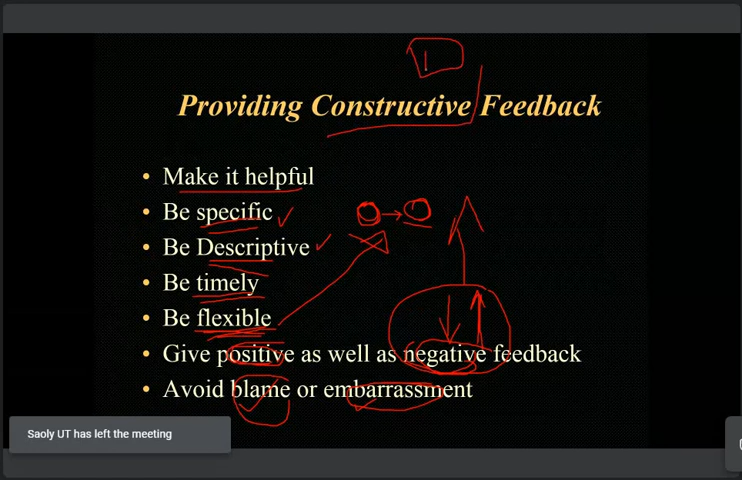 Providing Constructive Feedback
• Make it helpful
• Be specific
• Be Descriptive
• Be timely
• Be flexible
• Give positive as well as negative feedback
• Avoid blame or embarrassment
Saoly UT has left the meeting